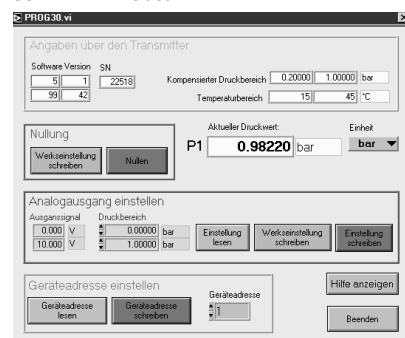 PROG30.vi
Angaben über den Transmitter
Software Version SN
5 1 22518
99 42
Kompensierter Druckbereich 0.20000 1.00000 bar
Temperaturbereich 15 45 °C
Nullung
Werkseinstellung schreiben
Nullen
Aktueller Druckwert:
Einheit
P1 0.98220 bar
bar
Analogausgang einstellen
Ausganssignal Druckbereich
0.000 V 0.00000 bar
10.000 V 1.00000 bar
Einstellung lesen
Werkseinstellung schreiben
Einstellung schreiben
Geräteadresse einstellen
Geräteadresse lesen
Geräteadresse schreiben
Geräteadresse
1
Hilfe anzeigen
Beenden